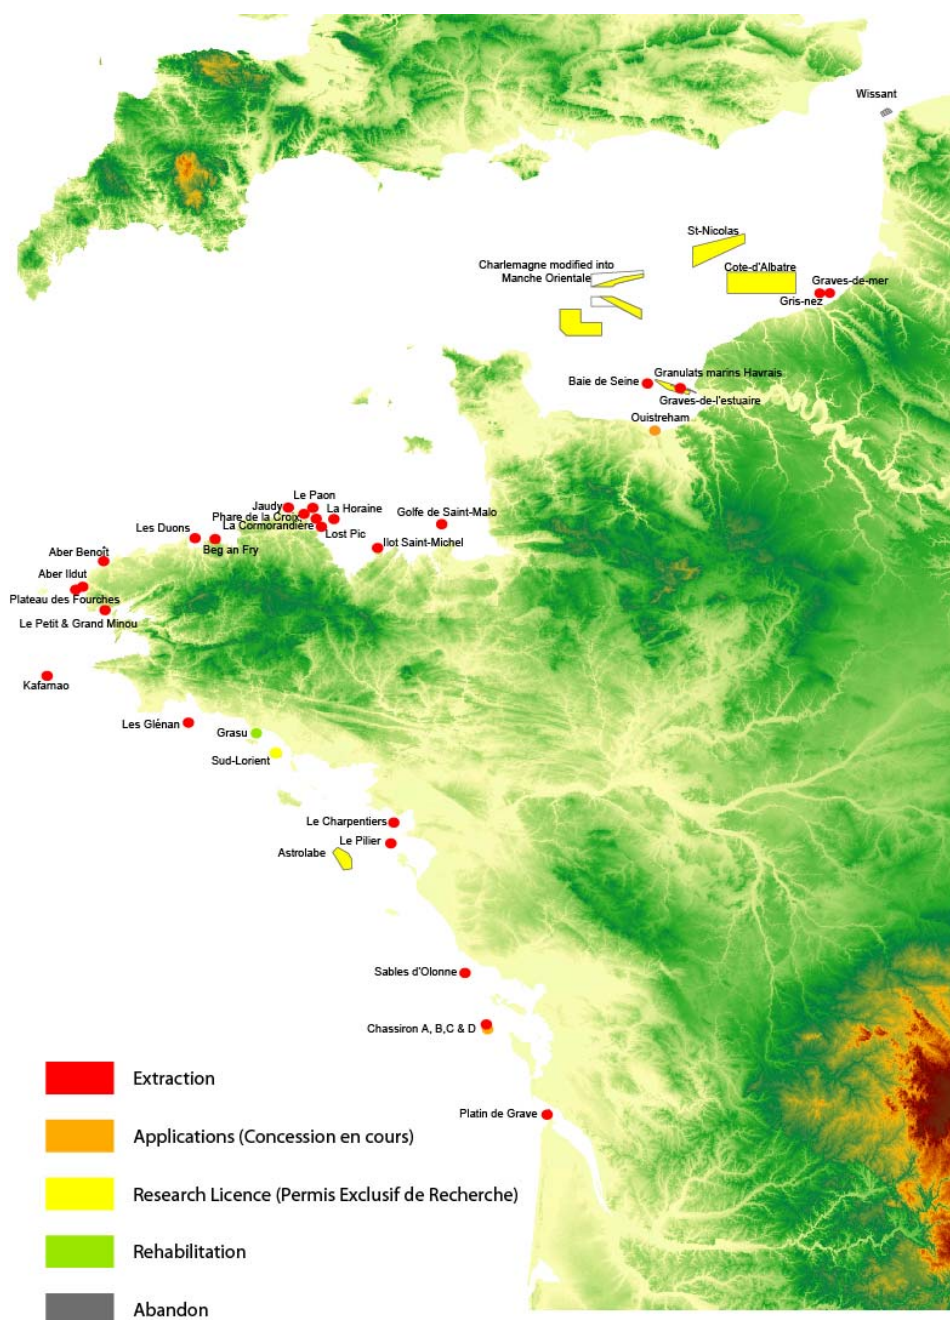 Wissant
St-Nicolas
Charlemagne modified into
Manche Orientale
Cote-d'Albatre
Graves-de-mer
Gris-nez
Granulats marins Havrais
Baie de Seine
Graves-de-l'estuaire
Ouistreham
Le Paon
Jaudy
La Horaine
Phare de la Croix
Golfe de Saint-Malo
La Cormorandière
Les Duons
Lost Pic
Ilot Saint-Michel
Beg an Fry
Aber Benoît
Aber Ildut
Plateau des Fourches
Le Petit & Grand Minou
Kafarnao
Les Glénan
Grasu
Sud-Lorient
Le Charpentiers
Le Pilier
Astrolabe
Sables d'Olonne
Chassiron A, B,C & D
Platin de Grave
Extraction
Applications (Concession en cours)
Research Licence (Permis Exclusif de Recherche)
Rehabilitation
Abandon